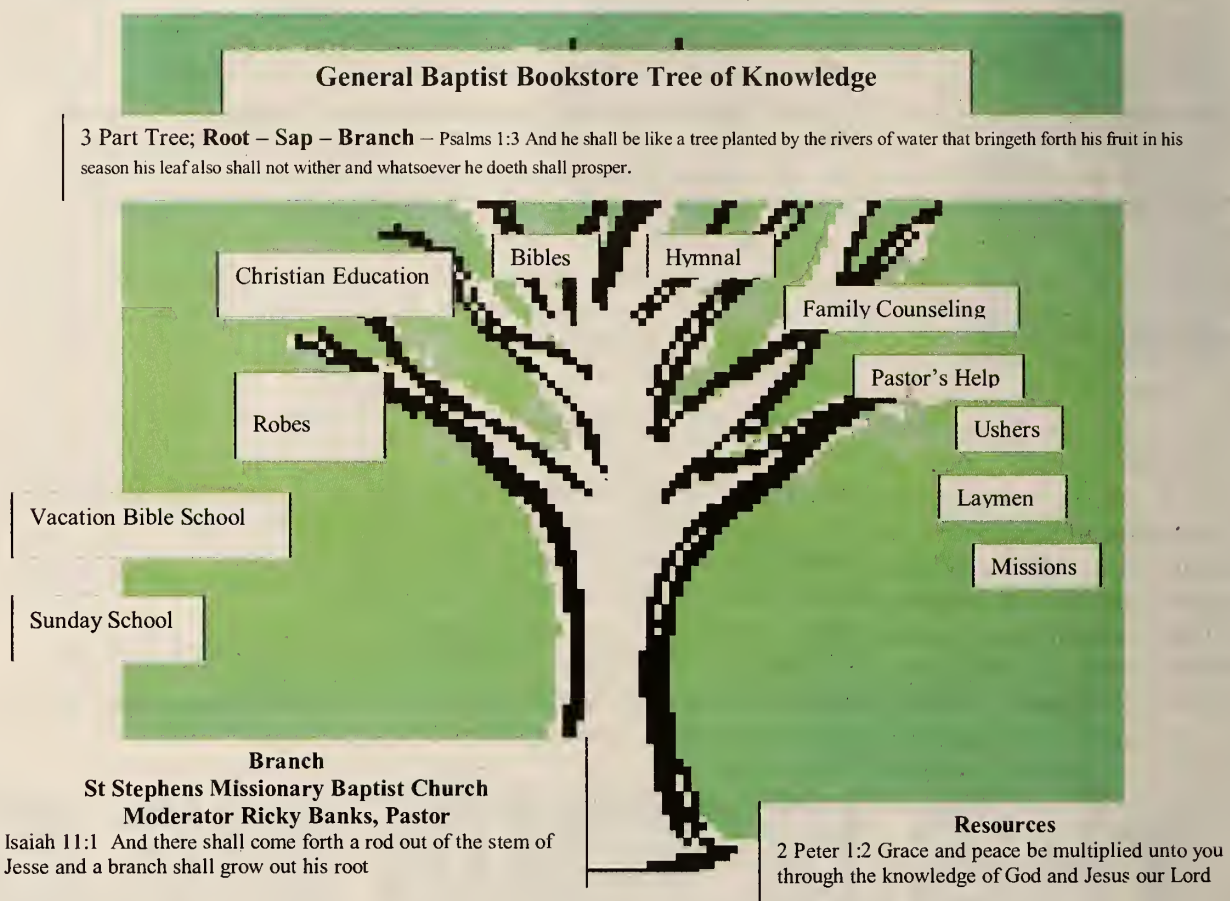 General Baptist Bookstore Tree of Knowledge
3 Part Tree; Root – Sap – Branch – Psalms 1:3 And he shall be like a tree planted by the rivers of water that bringeth forth his fruit in his
season his leaf also shall not wither and whatsoever he doeth shall prosper.
Bibles
Hymnal
Christian Education
Family Counseling
Pastor's Help
Robes
Ushers
Laymen
Vacation Bible School
Missions
Sunday School
Branch
St Stephens Missionary Baptist Church
Moderator Ricky Banks, Pastor
Isaiah 11:1 And there shall come forth a rod out of the stem of
Jesse and a branch shall grow out his root
Resources
2 Peter 1:2 Grace and peace be multiplied unto you
through the knowledge of God and Jesus our Lord